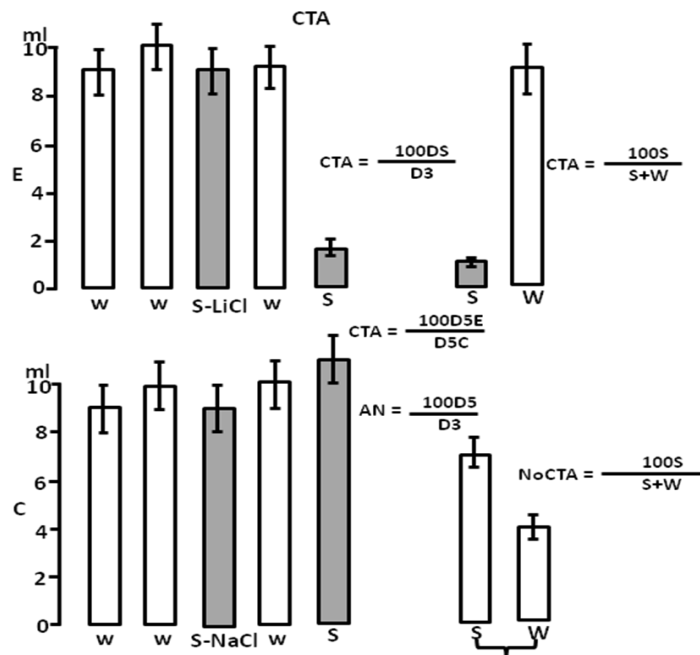 CTA
ml
10
8
6
4
2
0
E
w
w
S-LiCl
w
S
CTA = 100DS
D3
S
W
CTA = 100S
S+W
CTA = 100D5E
D5C
ml
10
8
6
4
2
0
C
w
w
S-NaCl
w
S
AN = 100D5
D3
S
W
NoCTA = 100S
S+W